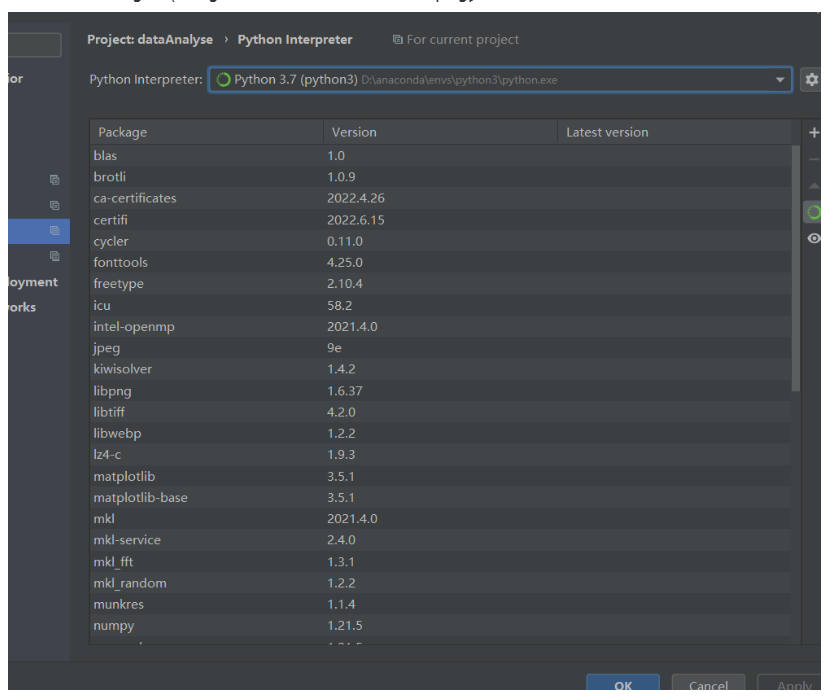 Project: dataAnalyse › Python Interpreter For current project
ior
Python Interpreter: Python 3.7 (python3) D:\anaconda\envs\python3\python.exe
Package Version Latest version
blas 1.0
brotli 1.0.9
ca-certificates 2022.4.26
certifi 2022.6.15
cycler 0.11.0
fonttools 4.25.0
loyment
freetype 2.10.4
orks
icu 58.2
intel-openmp 2021.4.0
jpeg 9e
kiwisolver 1.4.2
libpng 1.6.37
libtiff 4.2.0
libwebp 1.2.2
lz4-c 1.9.3
matplotlib 3.5.1
matplotlib-base 3.5.1
mkl 2021.4.0
mkl-service 2.4.0
mkl_fft 1.3.1
mkl_random 1.2.2
munkres 1.1.4
numpy 1.21.5
OK Cancel Apply